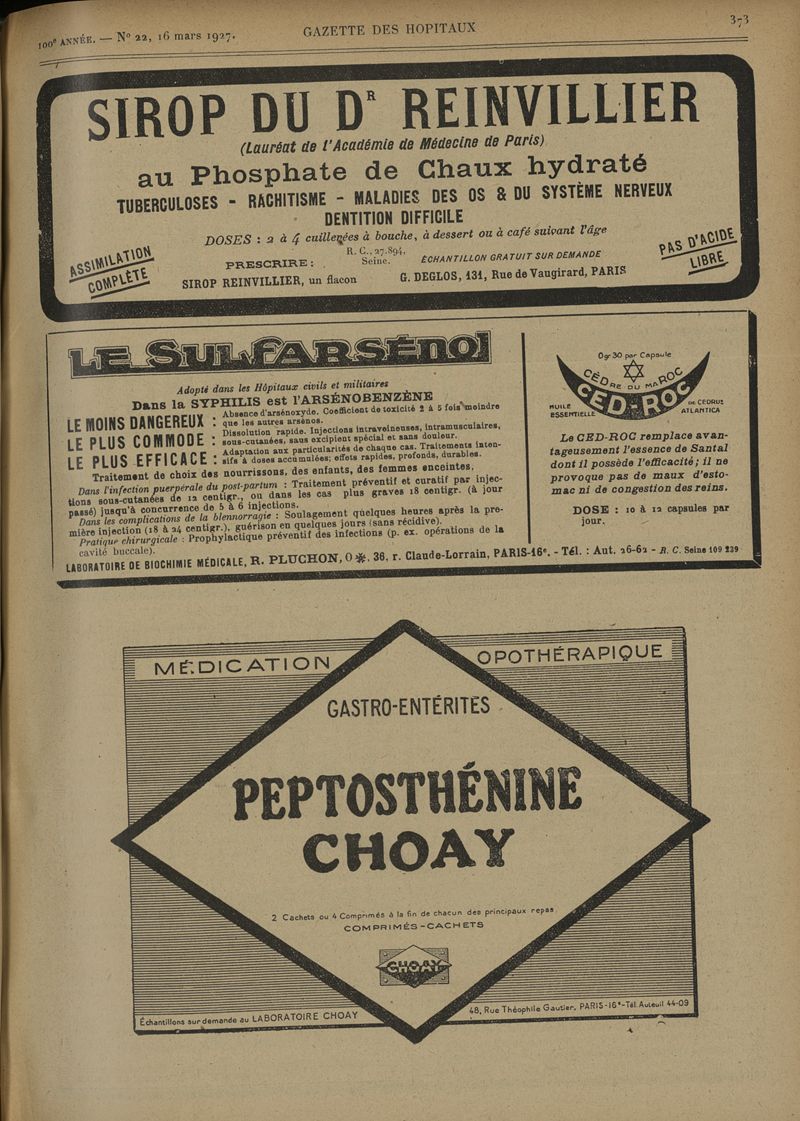 100e ANNÉE. — No 22, 16 mars 1927.
GAZETTE DES HOPITAUX
373
SIROP DU DR REINVILLIER
(Lauréat de l'Académie de Médecine de Paris)
au Phosphate de Chaux hydraté
TUBERCULOSES - RACHITISME - MALADIES DES OS & DU SYSTÈME NERVEUX
DENTITION DIFFICILE
DOSES : 2 à 4 cuillerées à bouche, à dessert ou à café suivant l'âge
ASSIMILATION
COMPLÈTE
PRESCRIRE :
SIROP REINVILLIER, un flacon
R. C., 27.894,
Seine.
ÉCHANTILLON GRATUIT SUR DEMANDE
G. DEGLOS, 131, Rue de Vaugirard, PARIS
PAS D'ACIDE
LIBRE
LE SULFARSÉNOL
Adopté dans les Hôpitaux civils et militaires
Dans la SYPHILIS est l'ARSÉNOBENZÈNE
LE MOINS DANGEREUX : Absence d'arsénoxyde. Coefficient de toxicité 2 à 5 fois moindre
que les autres arsénos.
LE PLUS COMMODE : Dissolution rapide. Injections intraveineuses, intramusculaires,
sous-cutanées, sans excipient spécial et sans douleur.
LE PLUS EFFICACE : Adaptation aux particularités de chaque cas. Traitements inten-
sifs à doses accumulées; effets rapides, profonds, durables.
Traitement de choix des nourrissons, des enfants, des femmes enceintes.
Dans l'infection puerpérale du post-partum : Traitement préventif et curatif par injec-
tions sous-cutanées de 12 centigr., ou dans les cas plus graves 18 centigr. (à jour
passé) jusqu'à concurrence de 5 à 6 injections.
Dans les complications de la blennorragie : Soulagement quelques heures après la pre-
mière injection (18 à 24 centigr.), guérison en quelques jours (sans récidive).
Pratique chirurgicale : Prophylactique préventif des infections (p. ex. opérations de la
cavité buccale).
0gr30 par Capsule
CÈDRE DU MAROC
CED-ROC
HUILE
ESSENTIELLE
DE CEDRUS
ATLANTICA
Le CED-ROC remplace avan-
tageusement l'essence de Santal
dont il possède l'efficacité; il ne
provoque pas de maux d'esto-
mac ni de congestion des reins.
DOSE : 10 à 12 capsules par
jour.
LABORATOIRE DE BIOCHIMIE MÉDICALE, R. PLUCHON, O ※, 36, r. Claude-Lorrain, PARIS-16e. - Tél. : Aut. 26-62 - R. C. Seine 109 239
MÉDICATION
OPOTHÉRAPIQUE
GASTRO-ENTÉRITES
PEPTOSTHÉNINE
CHOAY
2 Cachets ou 4 Comprimés à la fin de chacun des principaux repas
COMPRIMÉS-CACHETS
CHOAY
Échantillons sur demande au LABORATOIRE CHOAY
48, Rue Théophile Gautier, PARIS-16e-Tél. Auteuil 44-09